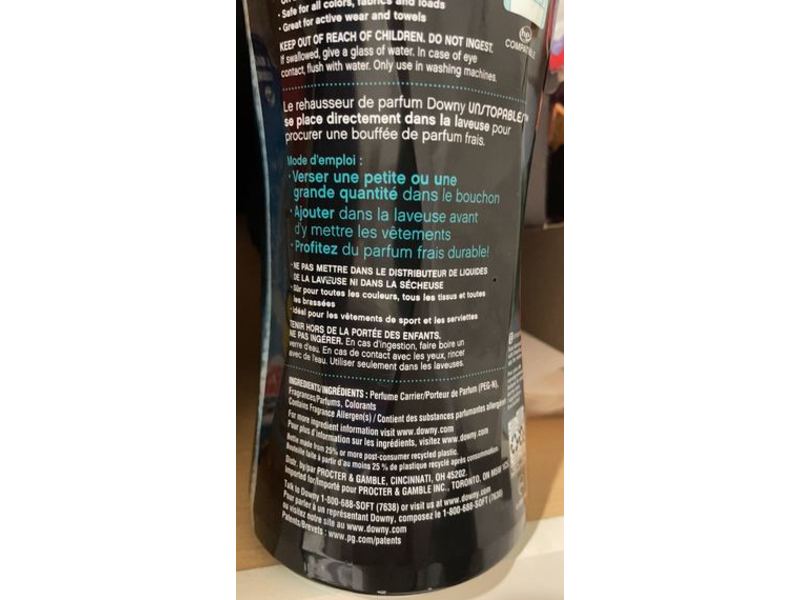 • Safe for all colors, fabrics and loads
• Great for active wear and towels
KEEP OUT OF REACH OF CHILDREN. DO NOT INGEST.
If swallowed, give a glass of water. In case of eye
contact, flush with water. Only use in washing machines.
hp
COMPATIBLE
Le rehausseur de parfum Downy UNSTOPABLES
se place directement dans la laveuse pour
procurer une bouffée de parfum frais.
Mode d'emploi :
• Verser une petite ou une
grande quantité dans le bouchon
• Ajouter dans la laveuse avant
d'y mettre les vêtements
• Profitez du parfum frais durable!
• NE PAS METTRE DANS LE DISTRIBUTEUR DE LIQUIDES
DE LA LAVEUSE NI DANS LA SÉCHEUSE
• Sûr pour toutes les couleurs, tous les tissus et toutes
les brassées
• Idéal pour les vêtements de sport et les serviettes
TENIR HORS DE LA PORTÉE DES ENFANTS.
NE PAS INGÉRER. En cas d'ingestion, faire boire un
verre d'eau. En cas de contact avec les yeux, rincer
avec de l'eau. Utiliser seulement dans les laveuses.
INGREDIENTS/INGRÉDIENTS : Perfume Carrier/Porteur de Parfum (PEG-N),
Fragrances/Parfums, Colorants
Contains Fragrance Allergen(s) / Contient des substances parfumantes allergènes
For more ingredient information visit www.downy.com
Pour plus d'information sur les ingrédients, visitez www.downy.com
Bottle made from 25% or more post-consumer recycled plastic.
Bouteille faite à partir d'au moins 25 % de plastique recyclé après consommation.
Distr. by/par PROCTER & GAMBLE, CINCINNATI, OH 45202.
Imported for/Importé pour PROCTER & GAMBLE INC., TORONTO, ON M5W 1C5
Talk to Downy 1-800-688-SOFT (7638) or visit us at www.downy.com
Pour parler à un représentant Downy, composez le 1-800-688-SOFT (7638)
ou visitez notre site au www.downy.com
Patents/Brevets : www.pg.com/patents